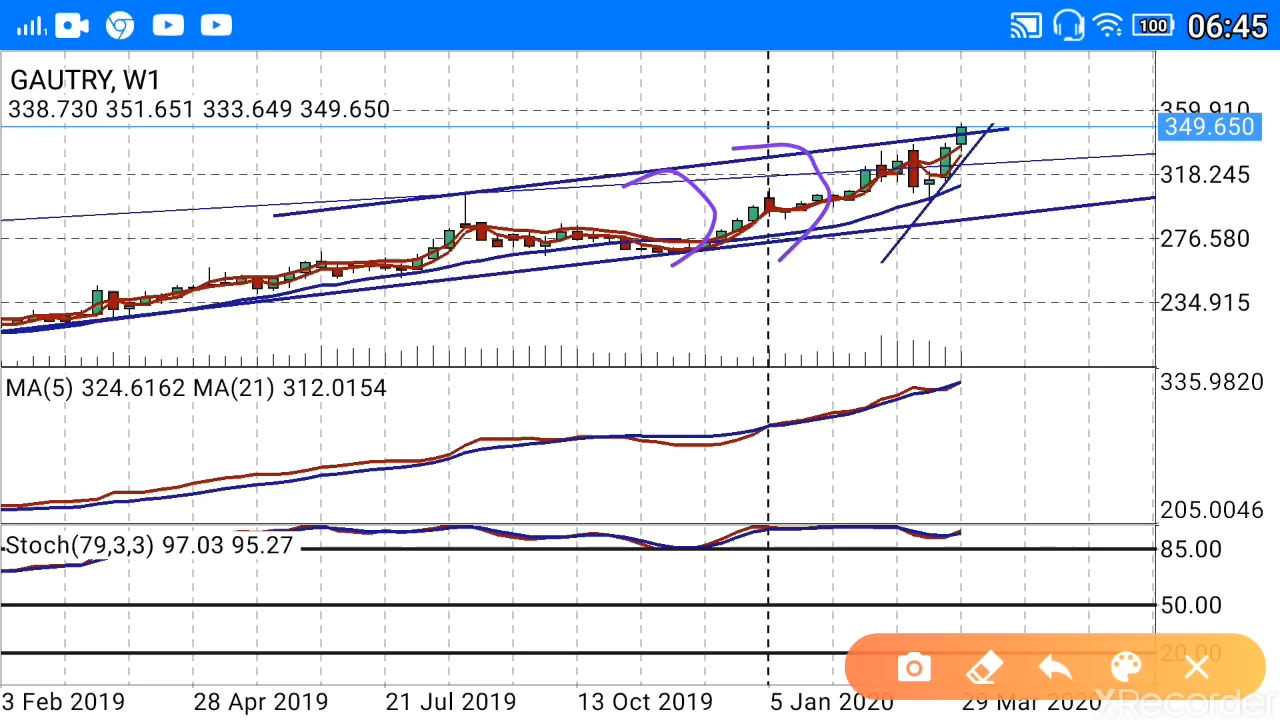 100 06:45
GAUTRY, W1
338.730 351.651 333.649 349.650
359.910
349.650
318.245
276.580
234.915
MA(5) 324.6162 MA(21) 312.0154
335.9820
205.0046
Stoch(79,3,3) 97.03 95.27
85.00
50.00
20.00
3 Feb 2019 28 Apr 2019 21 Jul 2019 13 Oct 2019 5 Jan 2020 29 Mar 2020
XRecorder